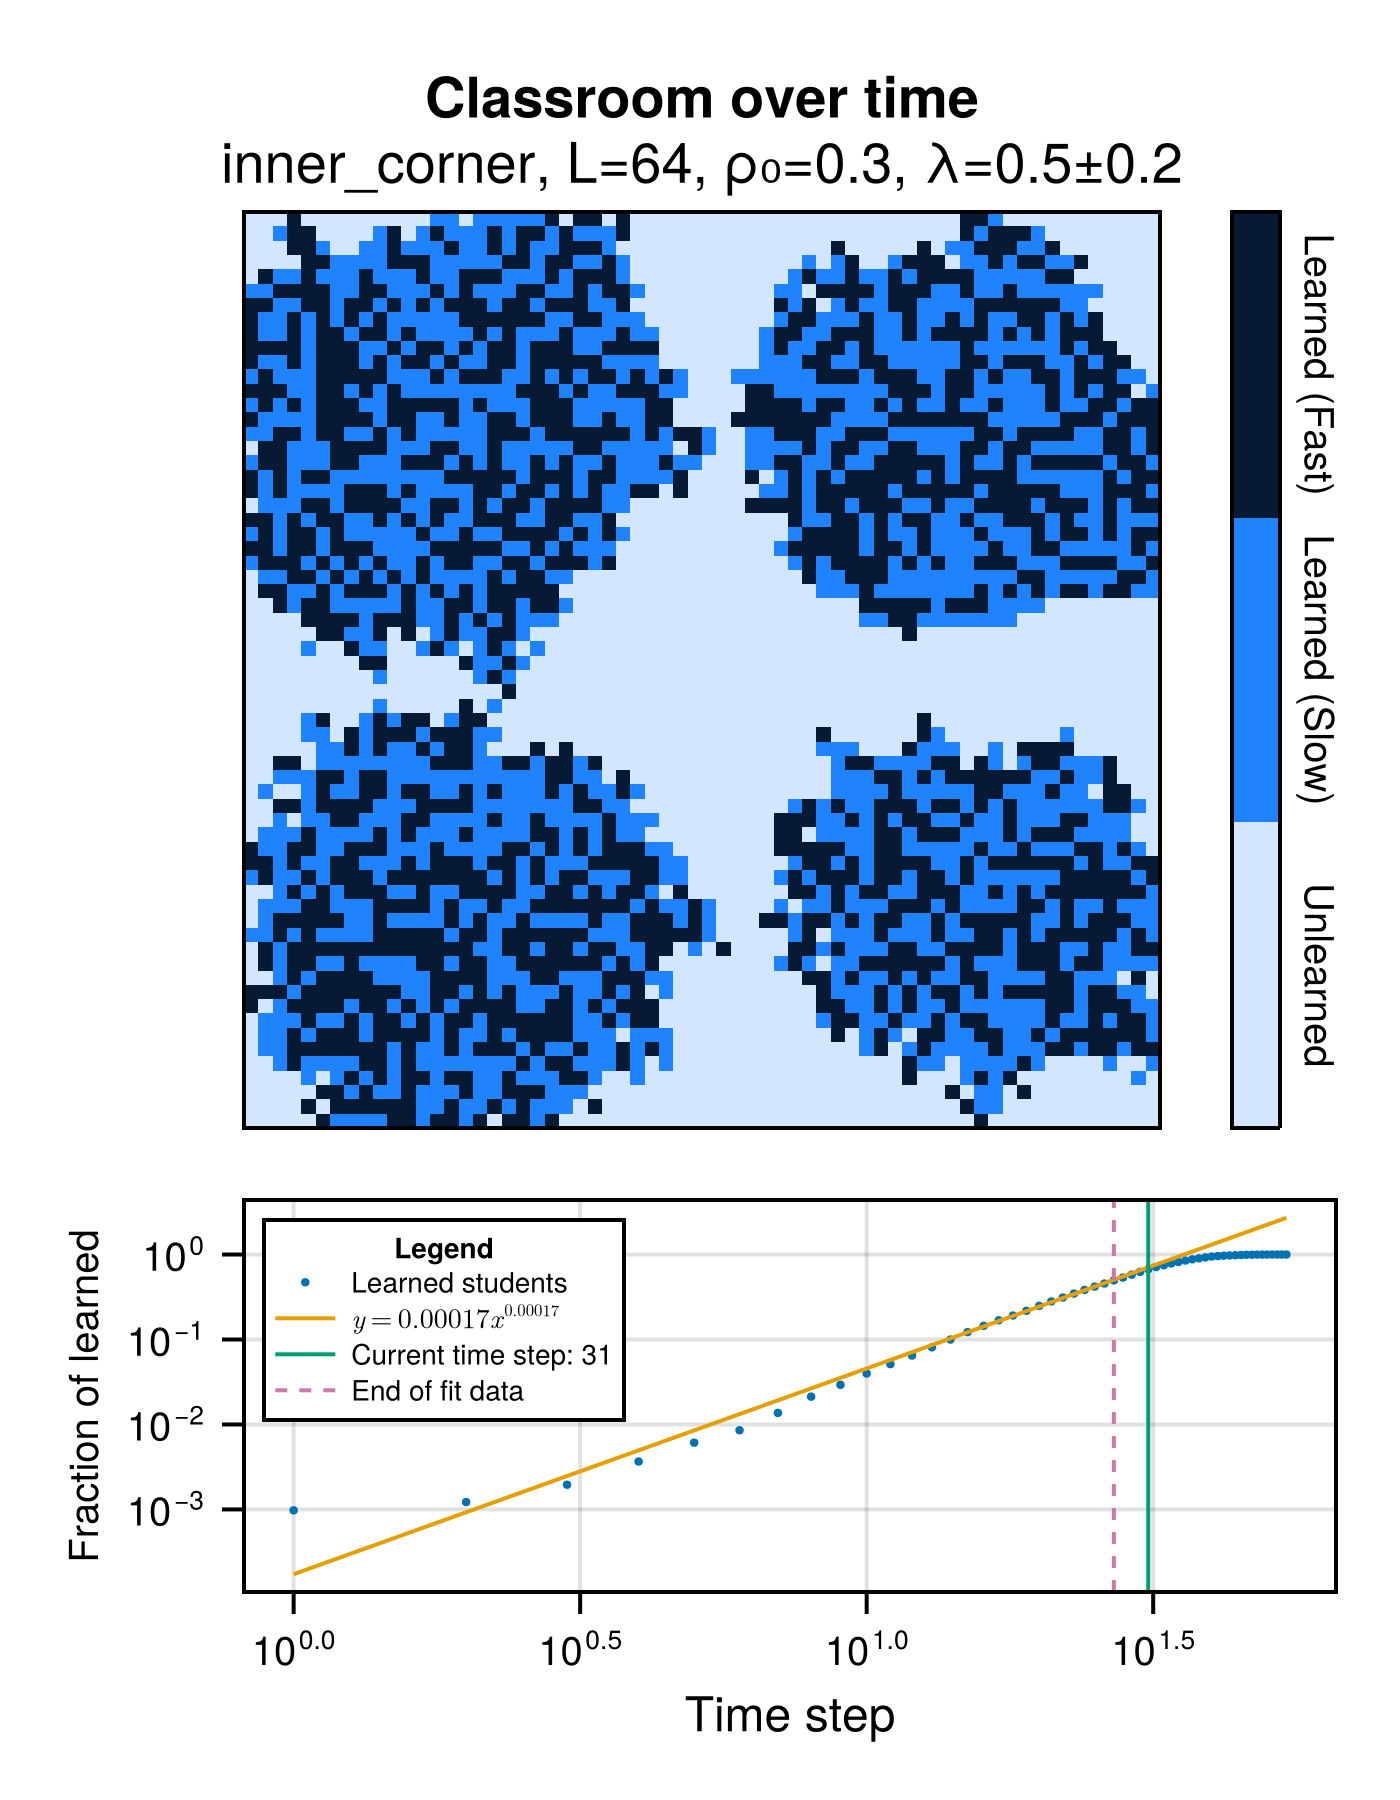 Classroom over time
inner_corner, L=64, ρ₀=0.3, λ=0.5±0.2
Learned (Fast)
Learned (Slow)
Unlearned
Fraction of learned
10⁰
10⁻¹
10⁻²
10⁻³
Legend
Learned students
y = 0.00017x^0.00017
Current time step: 31
End of fit data
10^0.0
10^0.5
10^1.0
10^1.5
Time step